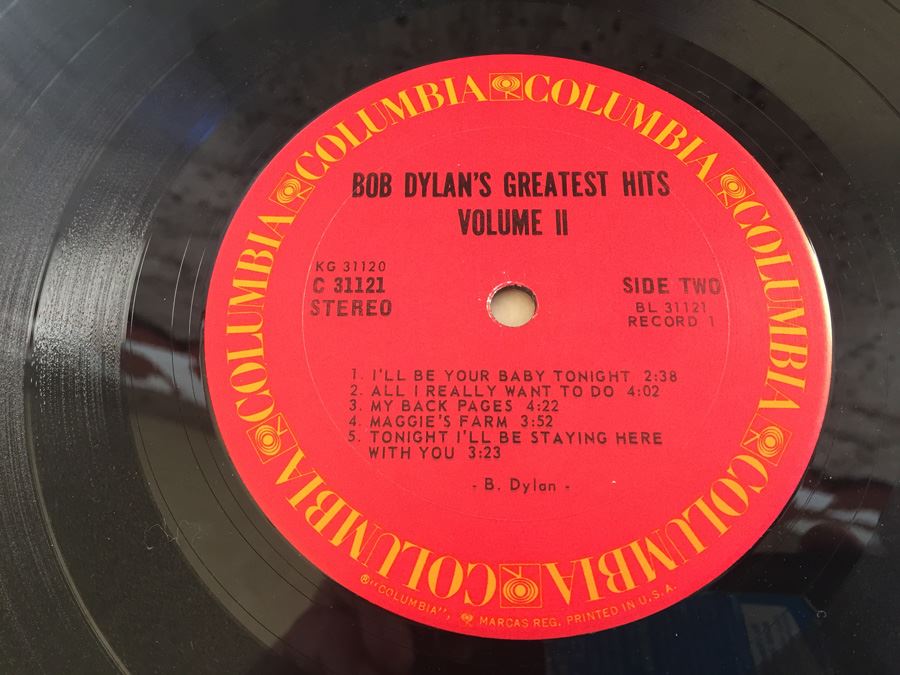 COLUMBIA COLUMBIA COLUMBIA COLUMBIA COLUMBIA COLUMBIA
BOB DYLAN'S GREATEST HITS
VOLUME II
KG 31120
C 31121
STEREO
SIDE TWO
BL 31121
RECORD 1
1. I'LL BE YOUR BABY TONIGHT 2:38
2. ALL I REALLY WANT TO DO 4:02
3. MY BACK PAGES 4:22
4. MAGGIE'S FARM 3:52
5. TONIGHT I'LL BE STAYING HERE
WITH YOU 3:23
- B. Dylan -
®"COLUMBIA", MARCAS REG. PRINTED IN U.S.A.